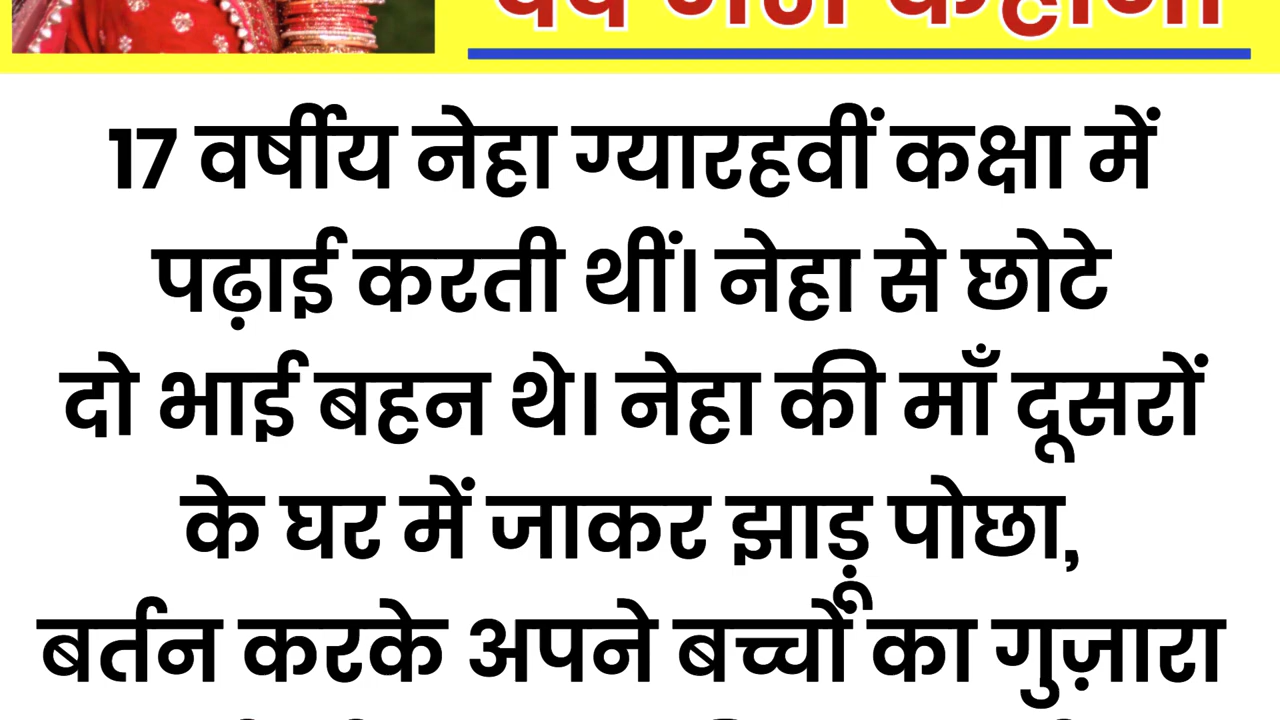 17 वर्षीय नेहा ग्यारहवीं कक्षा में
पढ़ाई करती थीं। नेहा से छोटे
दो भाई बहन थे। नेहा की माँ दूसरों
के घर में जाकर झाड़ू पोछा,
बर्तन करके अपने बच्चों का गुज़ारा